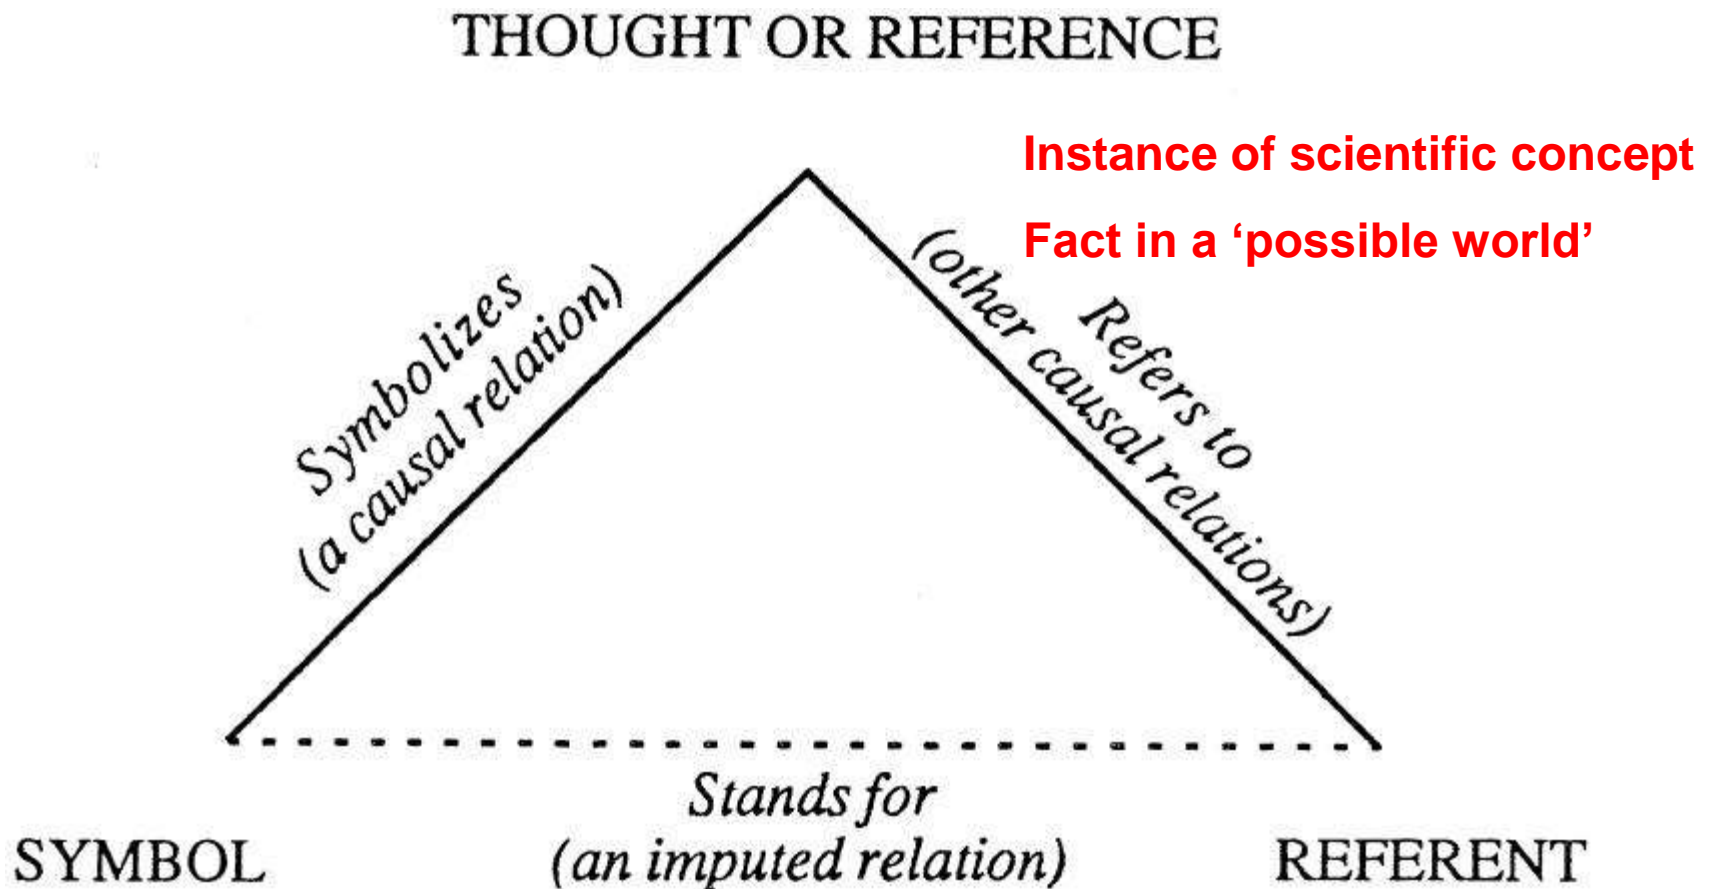 THOUGHT OR REFERENCE
Instance of scientific concept
Fact in a ‘possible world’
Symbolizes
(a causal relation)
Refers to
(other causal relations)
Stands for
(an imputed relation)
SYMBOL
REFERENT